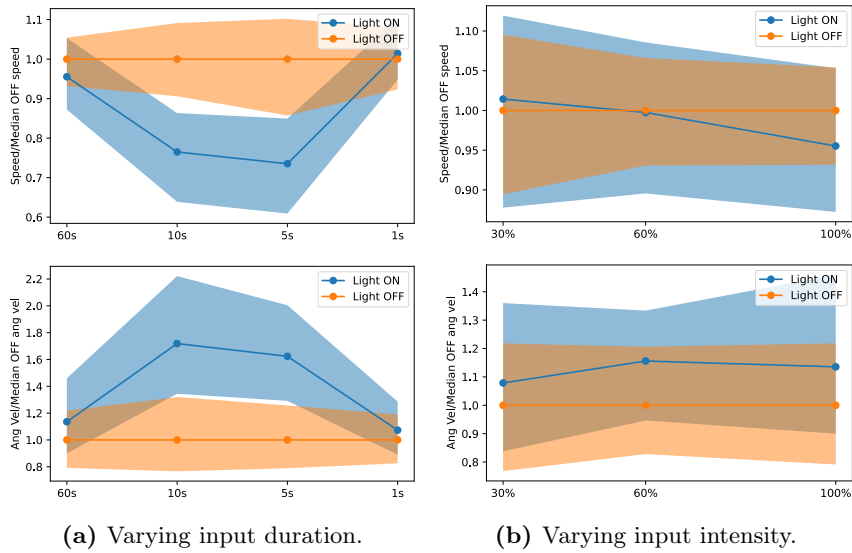 Speed/Median OFF speed
1.1
1.0
0.9
0.8
0.7
0.6
60s 10s 5s 1s
Light ON
Light OFF
Speed/Median OFF speed
1.10
1.05
1.00
0.95
0.90
30% 60% 100%
Light ON
Light OFF
Ang Vel/Median OFF ang vel
2.2
2.0
1.8
1.6
1.4
1.2
1.0
0.8
60s 10s 5s 1s
Light ON
Light OFF
Ang Vel/Median OFF ang vel
1.4
1.3
1.2
1.1
1.0
0.9
0.8
30% 60% 100%
Light ON
Light OFF
(a) Varying input duration.
(b) Varying input intensity.